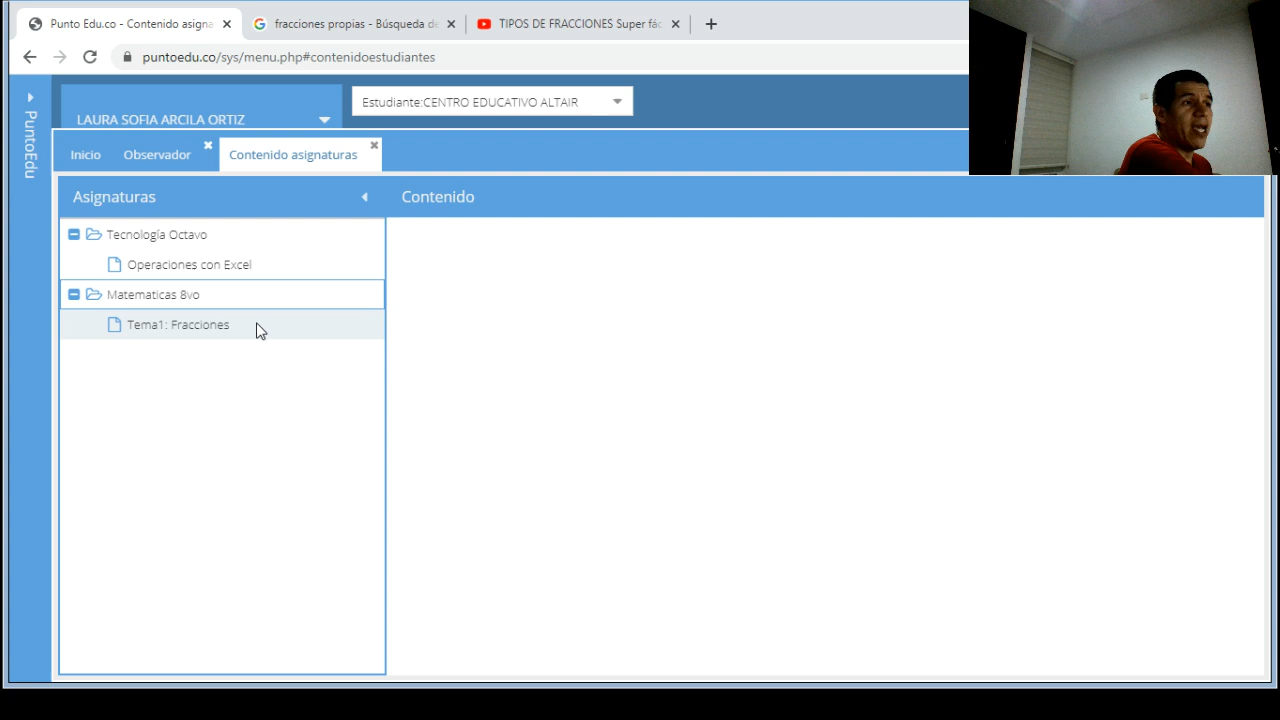 Punto Edu.co - Contenido asigna
fracciones propias - Búsqueda de
TIPOS DE FRACCIONES Super fác
puntoedu.co/sys/menu.php#contenidoestudiantes
PuntoEdu
LAURA SOFIA ARCILA ORTIZ
Estudiante:CENTRO EDUCATIVO ALTAIR
Inicio
Observador
Contenido asignaturas
Asignaturas
Contenido
Tecnología Octavo
Operaciones con Excel
Matematicas 8vo
Tema1: Fracciones